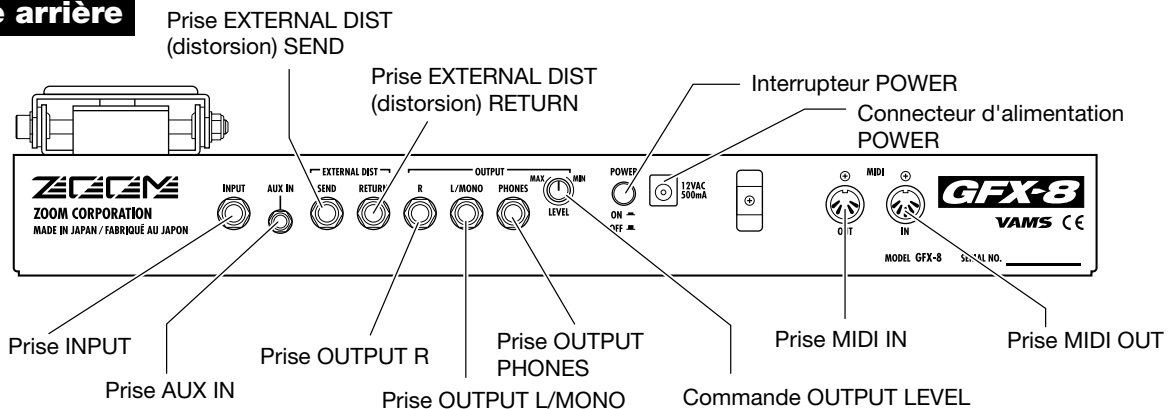 e arrière
Prise EXTERNAL DIST
(distorsion) SEND
Prise EXTERNAL DIST
(distorsion) RETURN
Interrupteur POWER
Connecteur d'alimentation
POWER
ZOOM
ZOOM CORPORATION
MADE IN JAPAN / FABRIQUÉ AU JAPON
INPUT
AUX IN
EXTERNAL DIST
SEND
RETURN
OUTPUT
R
L/MONO
PHONES
MAX
MIN
LEVEL
POWER
ON
OFF
12VAC
500mA
MIDI
OUT
IN
GFX-8
VAMS CE
MODEL GFX-8
SERIAL NO.
Prise INPUT
Prise AUX IN
Prise OUTPUT R
Prise OUTPUT L/MONO
Prise OUTPUT
PHONES
Commande OUTPUT LEVEL
Prise MIDI IN
Prise MIDI OUT